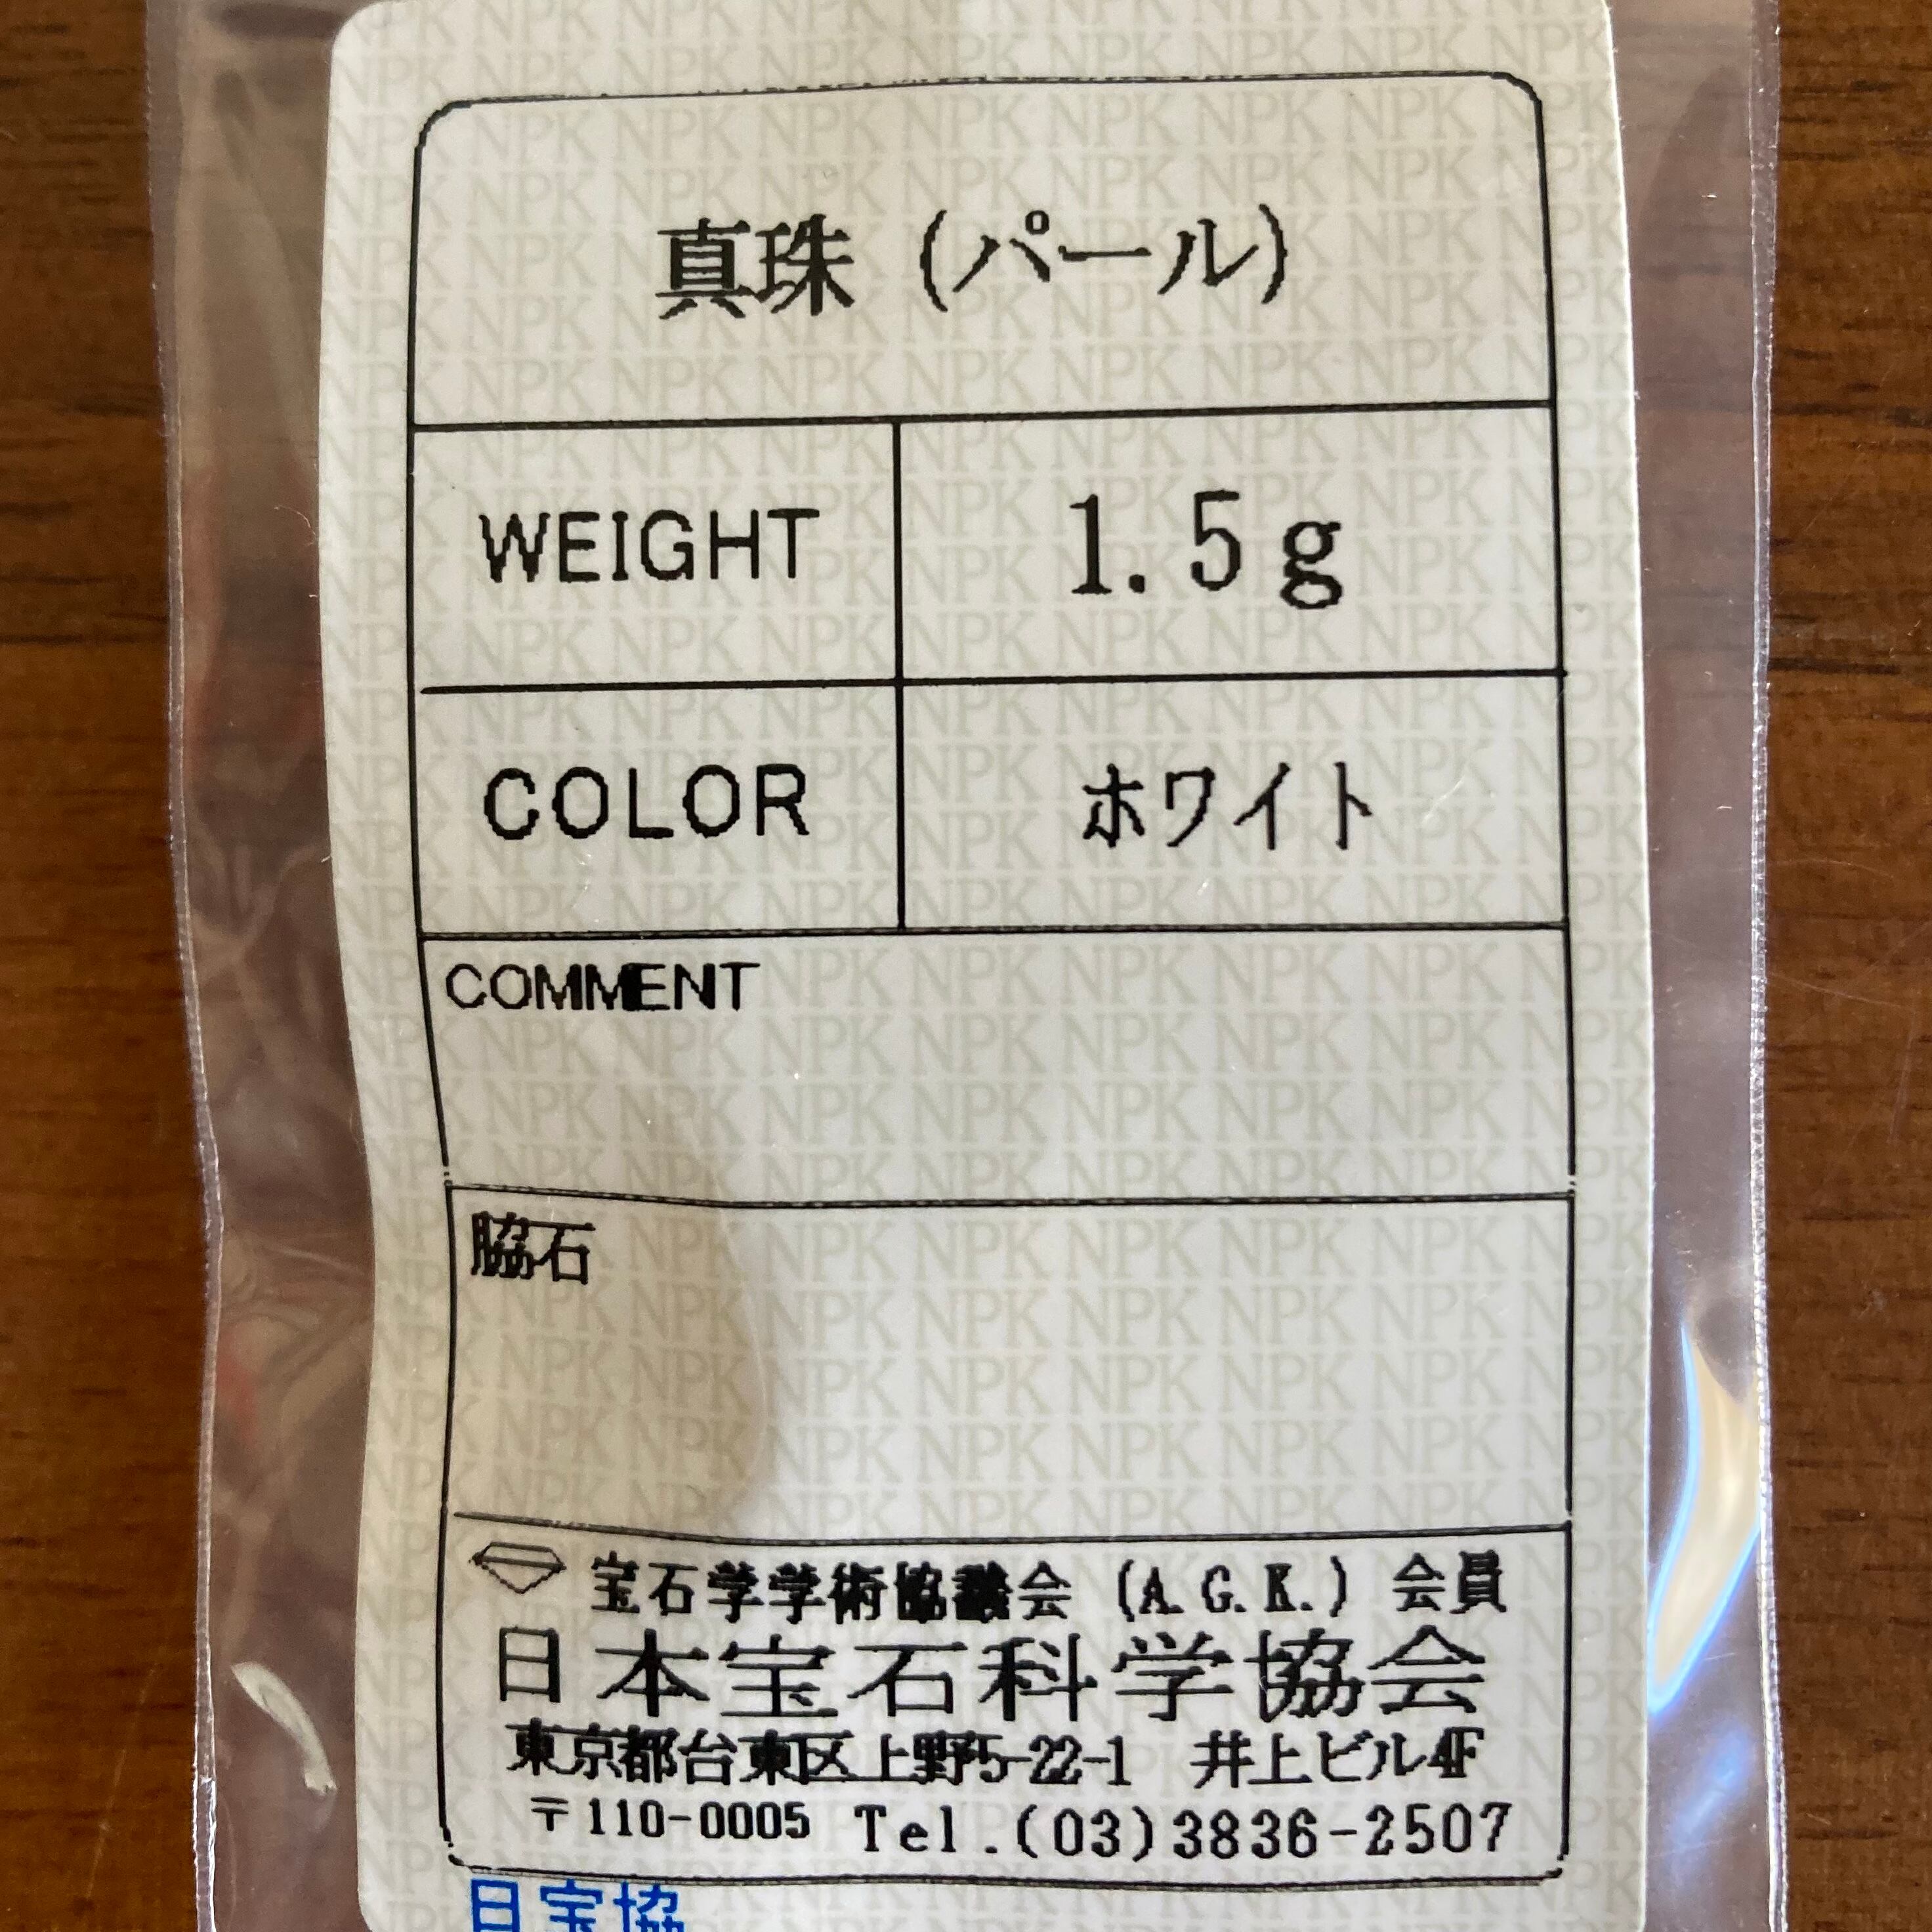 真珠 (パール)
WEIGHT 1.5g
COLOR ホワイト
COMMENT
脇石
宝石学学術協議会 (A.G.K.) 会員
日本宝石科学協会
東京都台東区上野5-22-1 井上ビル4F
〒110-0005 Tel.(03)3836-2507
日宝協